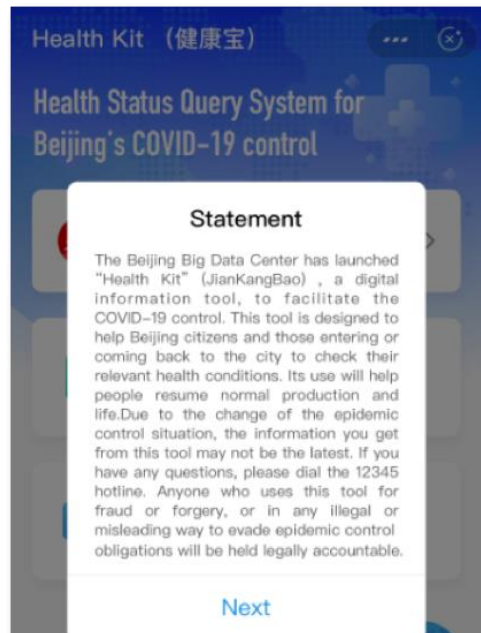 Health Kit （健康宝）
Health Status Query System for
Beijing's COVID-19 control
Statement
The Beijing Big Data Center has launched
“Health Kit” (JianKangBao) , a digital
information tool, to facilitate the
COVID-19 control. This tool is designed to
help Beijing citizens and those entering or
coming back to the city to check their
relevant health conditions. Its use will help
people resume normal production and
life.Due to the change of the epidemic
control situation, the information you get
from this tool may not be the latest. If you
have any questions, please dial the 12345
hotline. Anyone who uses this tool for
fraud or forgery, or in any illegal or
misleading way to evade epidemic control
obligations will be held legally accountable.
Next